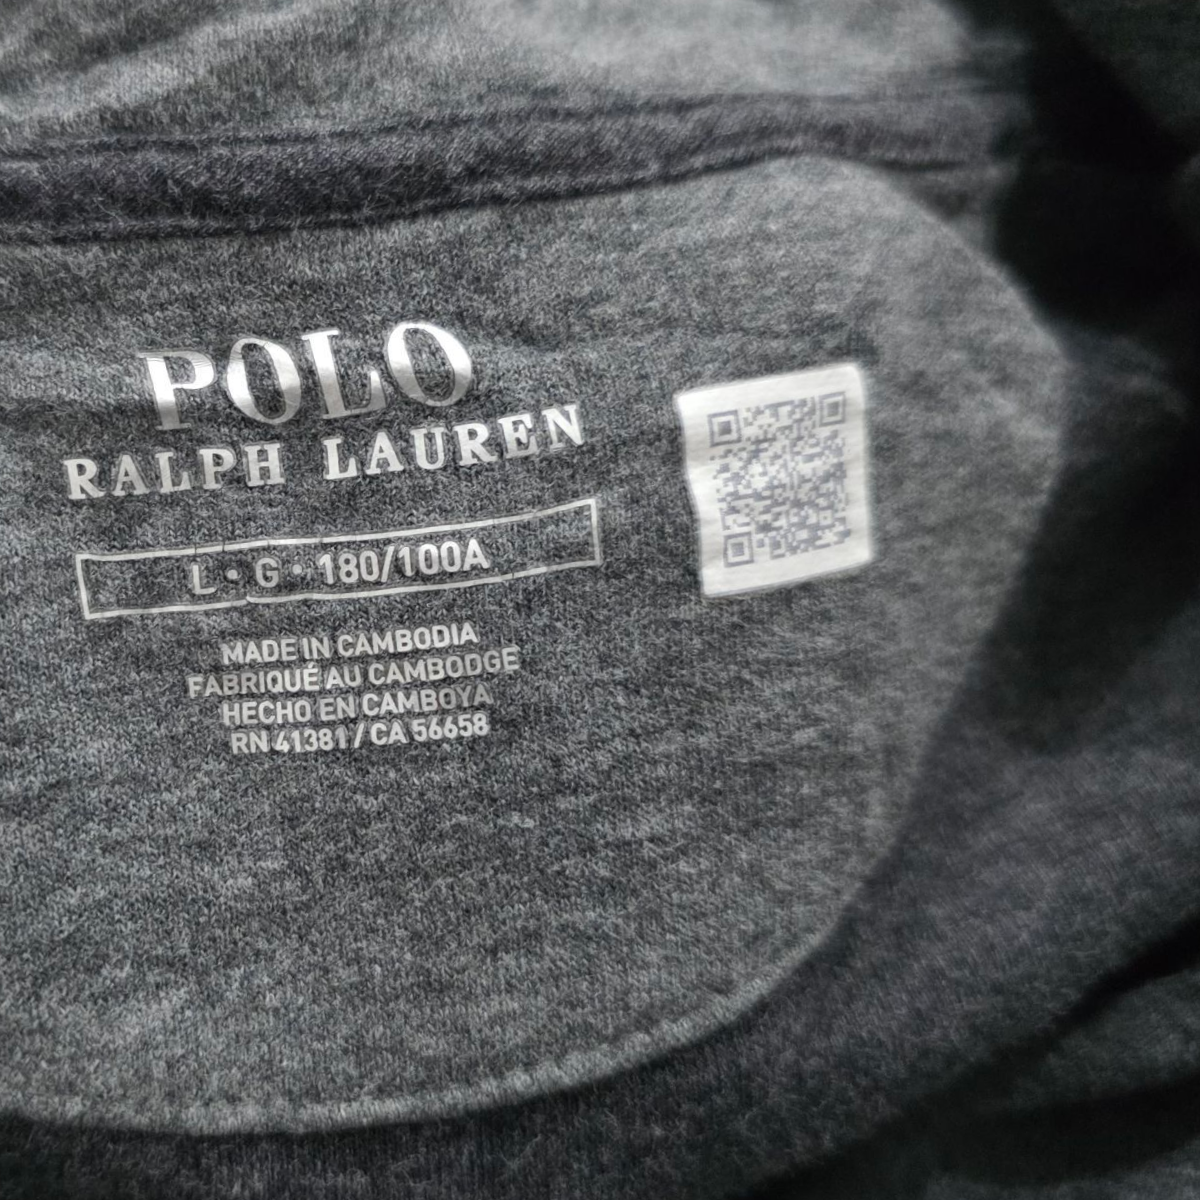 POLO
RALPH LAUREN
L • G • 180/100A
MADE IN CAMBODIA
FABRIQUÉ AU CAMBODGE
HECHO EN CAMBOYA
RN 41381 / CA 56658